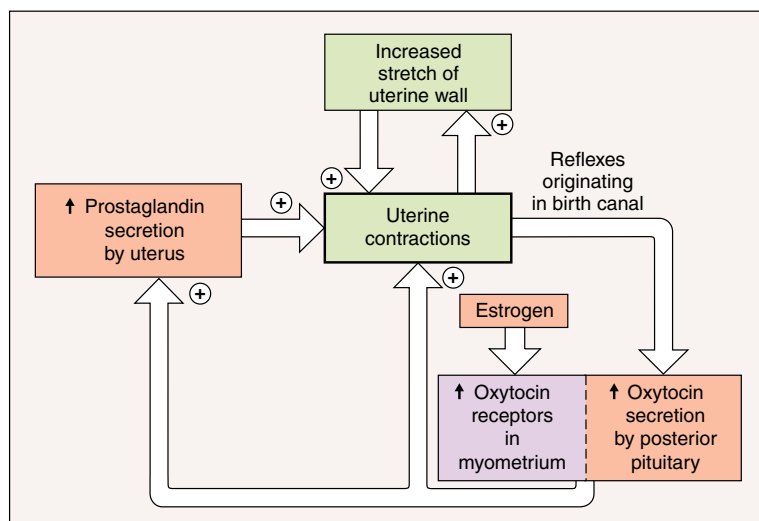 Increased
stretch of
uterine wall
+
+
Reflexes
originating
in birth canal
↑ Prostaglandin
secretion
by uterus
+
Uterine
contractions
+
+
Estrogen
↑ Oxytocin
receptors
in
myometrium
↑ Oxytocin
secretion
by posterior
pituitary